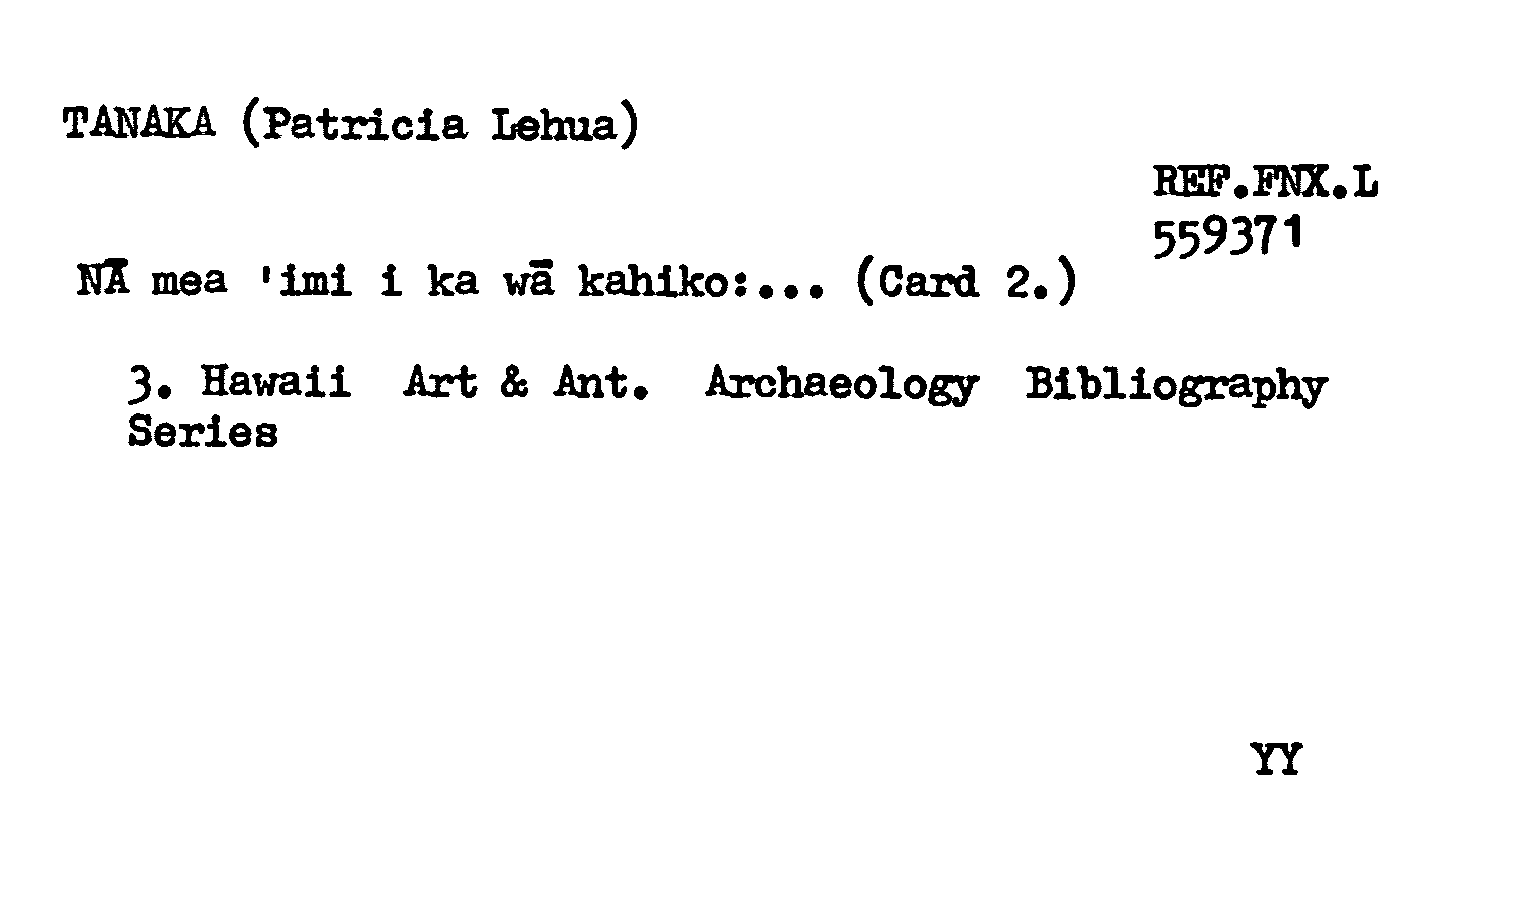 TANAKA (Patricia Lehua)
REF.FNX.L
559371
NĀ mea 'imi i ka wā kahiko:... (Card 2.)
3. Hawaii Art & Ant. Archaeology Bibliography
Series
YY